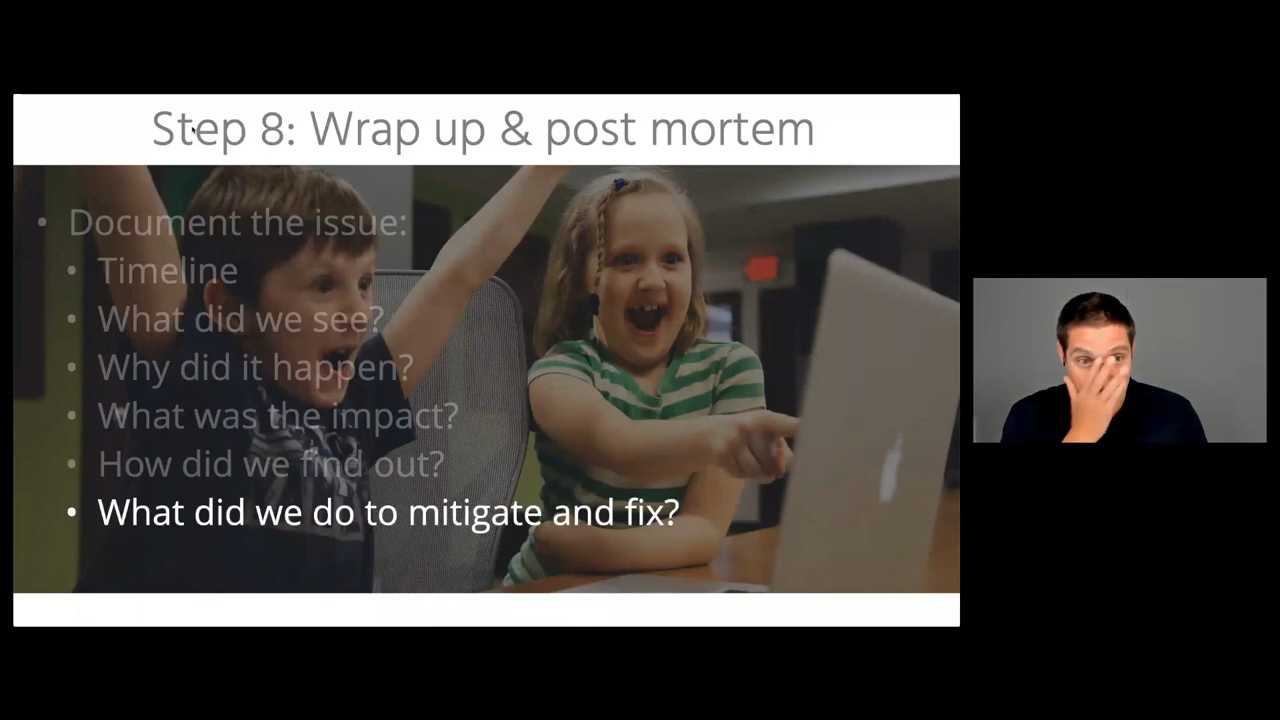 Step 8: Wrap up & post mortem
• Document the issue:
• Timeline
• What did we see?
• Why did it happen?
• What was the impact?
• How did we find out?
• What did we do to mitigate and fix?